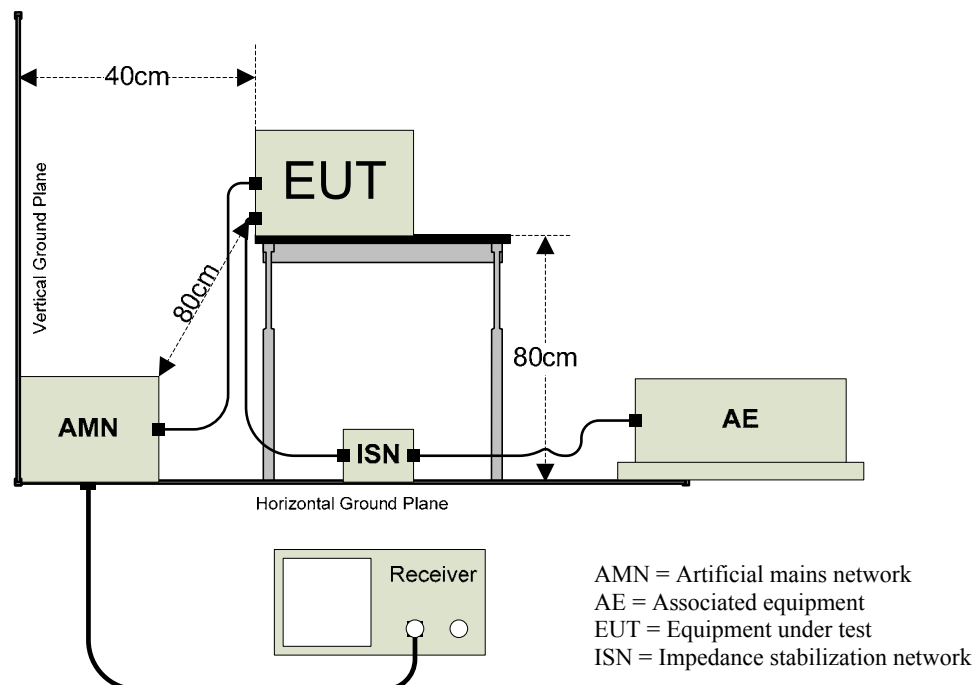 40cm
EUT
Vertical Ground Plane
80cm
80cm
AMN
ISN
AE
Horizontal Ground Plane
Receiver
AMN = Artificial mains network
AE = Associated equipment
EUT = Equipment under test
ISN = Impedance stabilization network